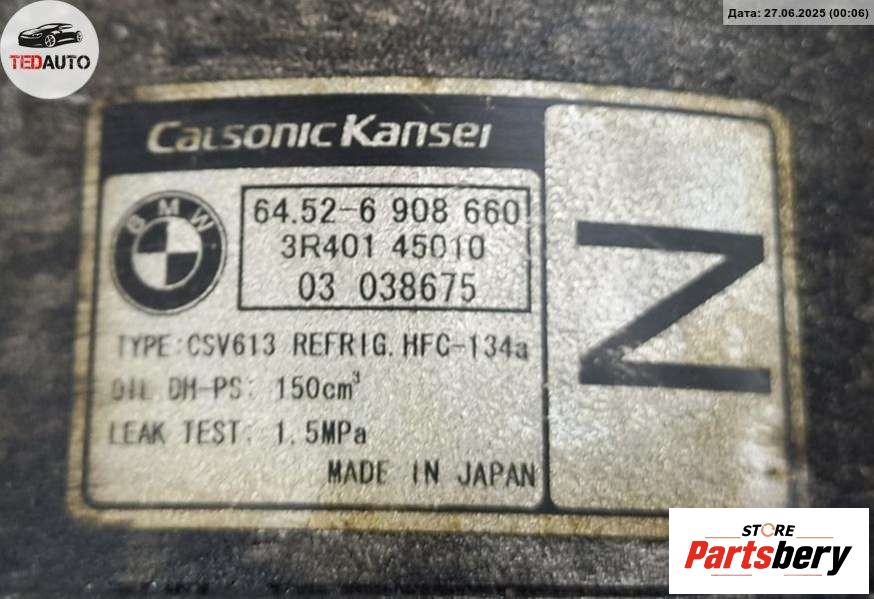 Дата: 27.06.2025 (00:06)
TEDAUTO
CalsonicKansei
BMW
64.52-6 908 660
3R401 45010
03 038675
TYPE:CSV613 REFRIG.HFC-134a
OIL DH-PS: 150cm³
LEAK TEST: 1.5MPa
MADE IN JAPAN
Z
STORE
Partsbery